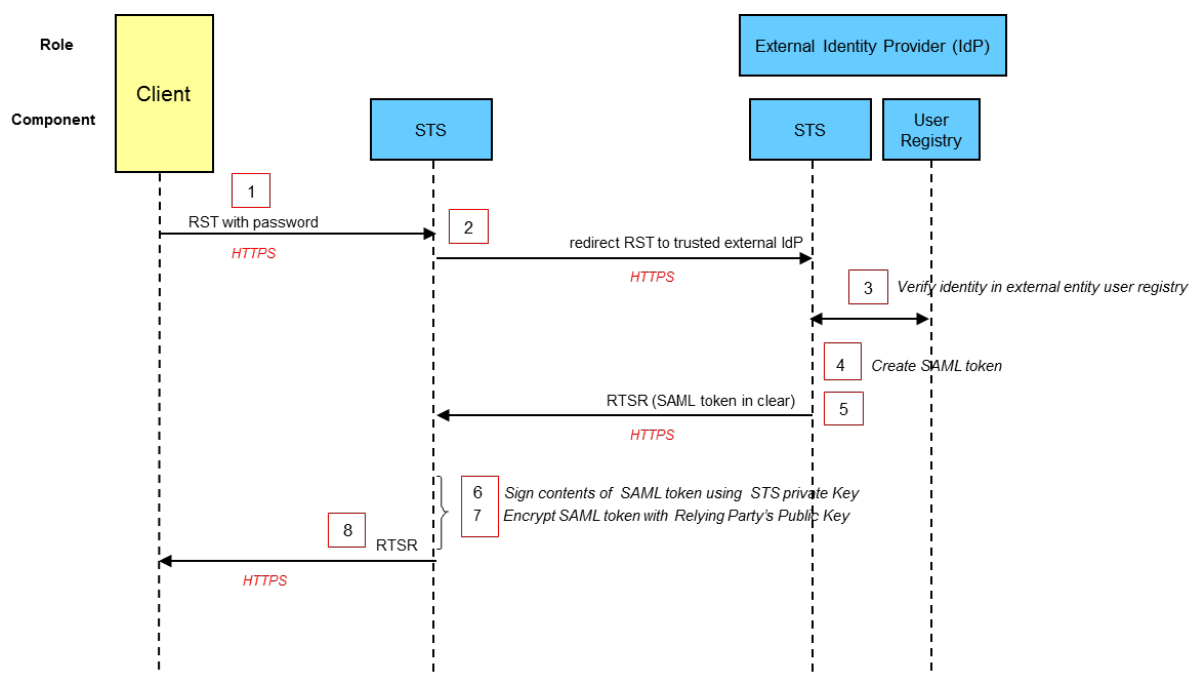 Role
External Identity Provider (IdP)
Client
Component
STS
STS
User
Registry
1
RST with password
HTTPS
2
redirect RST to trusted external IdP
HTTPS
3
Verify identity in external entity user registry
4
Create SAML token
RTSR (SAML token in clear)
5
HTTPS
6 Sign contents of SAML token using STS private Key
7 Encrypt SAML token with Relying Party's Public Key
8
RTSR
HTTPS